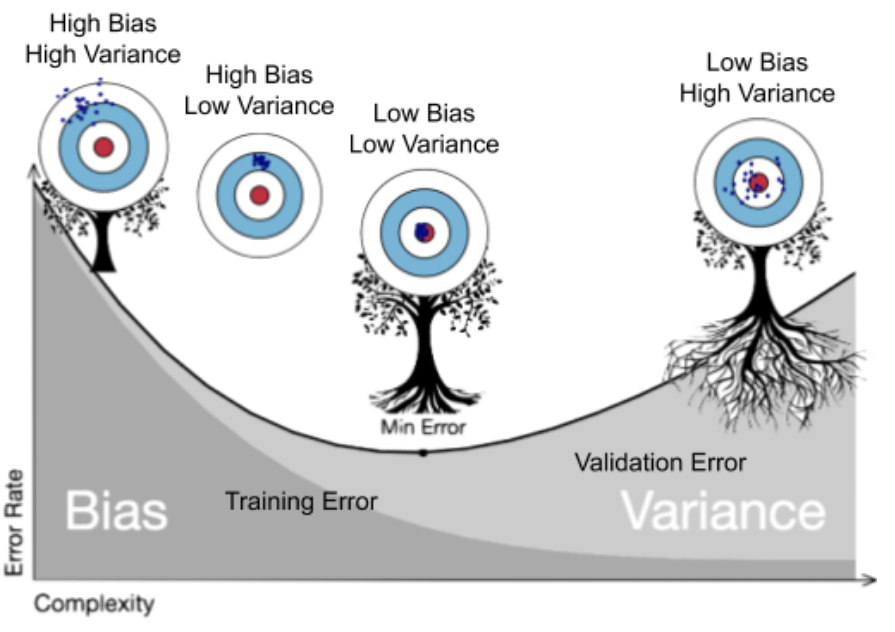 High Bias
High Variance
High Bias
Low Variance
Low Bias
Low Variance
Low Bias
High Variance
Min Error
Validation Error
Training Error
Bias
Variance
Error Rate
Complexity